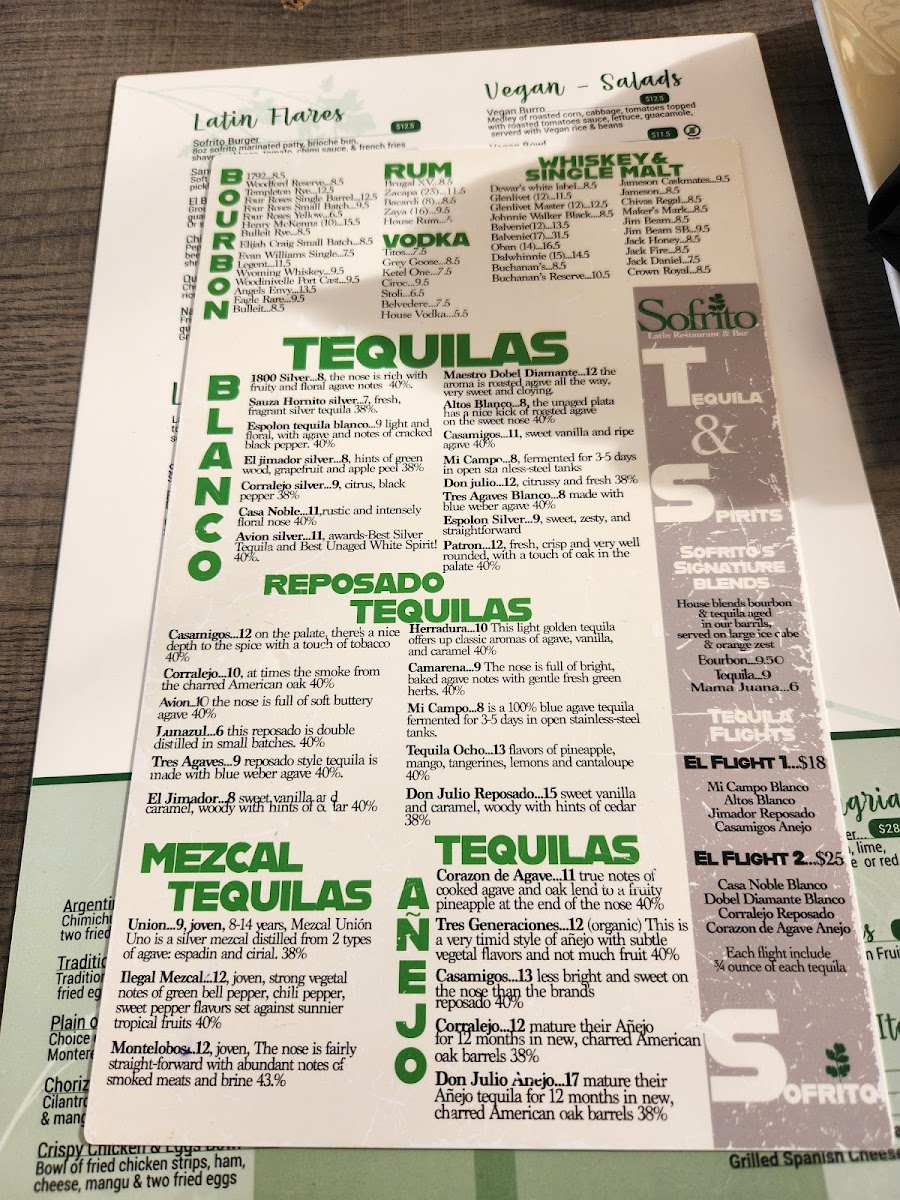 Latin Flares
Sofrito Burger
$12.5
8oz sofrito marinated patty, brioche bun,
Vegan - Salads
Vegan Burro
$12.5
Medley of roasted corn, cabbage, tomatoes topped
with roasted tomatoes sauce, lettuce, guacamole,
serverd with Vegan rice & beans
$11.5
BOURBON
1792...8.5
Woodford Reserve...8.5
Templeton Rye...12.5
Four Roses Single Barrel...12.5
Four Roses Small Batch...9.5
Four Roses Yellow...6.5
Henry McKenna (10)...15.5
Bulleit Rye...8.5
Elijah Craig Small Batch...8.5
Evan Williams Single...7.5
Legent...11.5
Wyoming Whiskey...9.5
Woodinivelle Port Cast...9.5
Angels Envy...13.5
Eagle Rare...9.5
Bulleit...8.5
RUM
Brugal XV...8.5
Zacapa (23)...11.5
Bacardi (8)...8.5
Zaya (16)...9.5
House Rum...5
VODKA
Titos...7.5
Grey Goose...8.5
Ketel One...7.5
Ciroc...9.5
Stoli...6.5
Belvedere...7.5
House Vodka...5.5
WHISKEY &
SINGLE MALT
Dewar's white label...8.5
Glenlivet (12)...11.5
Glenlivet Master (12)...12.5
Johnnie Walker Black...8.5
Balvenie(12)...13.5
Balvenie(17)...31.5
Oban (14)...16.5
Dalwhinnie (15)...14.5
Buchanan's...8.5
Buchanan's Reserve...10.5
Jameson Caskmates...9.5
Jameson...8.5
Chivas Regal...8.5
Maker's Mark...8.5
Jim Beam...8.5
Jim Beam SB...9.5
Jack Honey...8.5
Jack Fire...8.5
Jack Daniel...7.5
Crown Royal...8.5
TEQUILAS
BLANCO
1800 Silver...8, the nose is rich with
fruity and floral agave notes 40%.
Sauza Hornito silver...7, fresh,
fragrant silver tequila 38%.
Espolon tequila blanco...9 light and
floral, with agave and notes of cracked
black pepper. 40%
El jimador silver...8, hints of green
wood, grapefruit and apple peel 38%
Corralejo silver...9, citrus, black
pepper 38%
Casa Noble...11,rustic and intensely
floral nose 40%
Avion silver...11, awards-Best Silver
Tequila and Best Unaged White Spirit!
40%.
Maestro Dobel Diamante...12 the
aroma is roasted agave all the way,
very sweet and cloying.
Altos Blanco...8, the unaged plata
has a nice kick of roasted agave
on the sweet nose 40%
Casamigos...11, sweet vanilla and ripe
agave 40%
Mi Campo...8, fermented for 3-5 days
in open sta nless-steel tanks
Don julio...12, citrussy and fresh 38%
Tres Agaves Blanco...8 made with
blue weber agave 40%
Espolon Silver...9, sweet, zesty, and
straightforward
Patron...12, fresh, crisp and very well
rounded, with a touch of oak in the
palate 40%
REPOSADO
TEQUILAS
Casamigos...12 on the palate, there's a nice
depth to the spice with a touch of tobacco
40%
Corralejo...10, at times the smoke from
the charred American oak 40%
Avion...10 the nose is full of soft buttery
agave 40%
Lunazul...6 this reposado is double
distilled in small batches. 40%
Tres Agaves...9 reposado style tequila is
made with blue weber agave 40%.
El Jimador...8 sweet vanilla a d
caramel, woody with hints of c dar 40%
Herradura...10 This light golden tequila
offers up classic aromas of agave, vanilla,
and caramel 40%
Camarena...9 The nose is full of bright,
baked agave notes with gentle fresh green
herbs. 40%
Mi Campo...8 is a 100% blue agave tequila
fermented for 3-5 days in open stainless-steel
tanks.
Tequila Ocho...13 flavors of pineapple,
mango, tangerines, lemons and cantaloupe
40%
Don Julio Reposado...15 sweet vanilla
and caramel, woody with hints of cedar
38%
MEZCAL
TEQUILAS
Union...9, joven, 8-14 years, Mezcal Unión
Uno is a silver mezcal distilled from 2 types
of agave: espadin and cirial. 38%
Ilegal Mezcal...12, joven, strong vegetal
notes of green bell pepper, chili pepper,
sweet pepper flavors set against sunnier
tropical fruits 40%
Montelobos...12, joven, The nose is fairly
straight-forward with abundant notes of
smoked meats and brine 43.%
TEQUILAS
AÑEJO
Corazon de Agave...11 true notes of
cooked agave and oak lend to a fruity
pineapple at the end of the nose 40%
Tres Generaciones...12 (organic) This is
a very timid style of añejo with subtle
vegetal flavors and not much fruit 40%
Casamigos...13 less bright and sweet on
the nose than the brand's
reposado 40%
Corralejo...12 mature their Añejo
for 12 months in new, charred American
oak barrels 38%
Don Julio Anejo...17 mature their
Añejo tequila for 12 months in new,
charred American oak barrels 38%
Sofrito
Latin Restaurant & Bar
TEQUILA
&
SPIRITS
SOFRITO'S
SIGNATIURE
BLENDS
House blends bourbon
& tequila aged
in our barrils,
served on large ice cube
& orange zest
Bourbon...9.50
Tequila...9
Mama Juana...6
TEQUILA
FLIGHTS
EL FLIGHT 1...$18
Mi Campo Blanco
Altos Blanco
Jimador Reposado
Casamigos Anejo
EL FLIGHT 2...$25
Casa Noble Blanco
Dobel Diamante Blanco
Corralejo Reposado
Corazon de Agave Anejo
Each flight include
¾ ounce of each tequila
SOFRITO
$28
lime,
or red
Argenti
Chimich
two fried
Traditio
Tradition
fried eg
Plain o
Choice
Montere
Choriz
Cilantro
& mang
Crispy Chicken & Eggs Bowl
Bowl of fried chicken strips, ham,
cheese, mangu & two fried eggs
Grilled Spanish Cheese